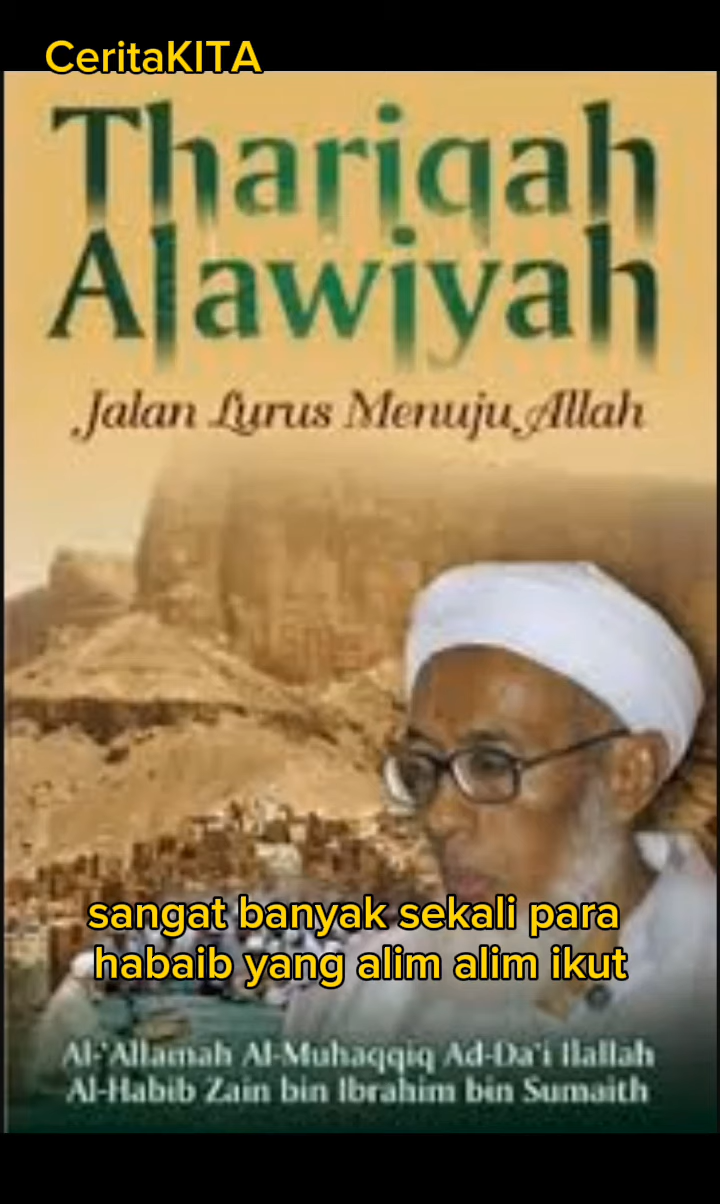 CeritaKITA
Thariqah
Alawiyah
Jalan Lurus Menuju Allah
sangat banyak sekali para
habaib yang alim alim ikut
Al-'Allamah Al-Muhaqqiq Ad-Da'i Ilallah
Al-Habib Zain bin Ibrahim bin Sumaith